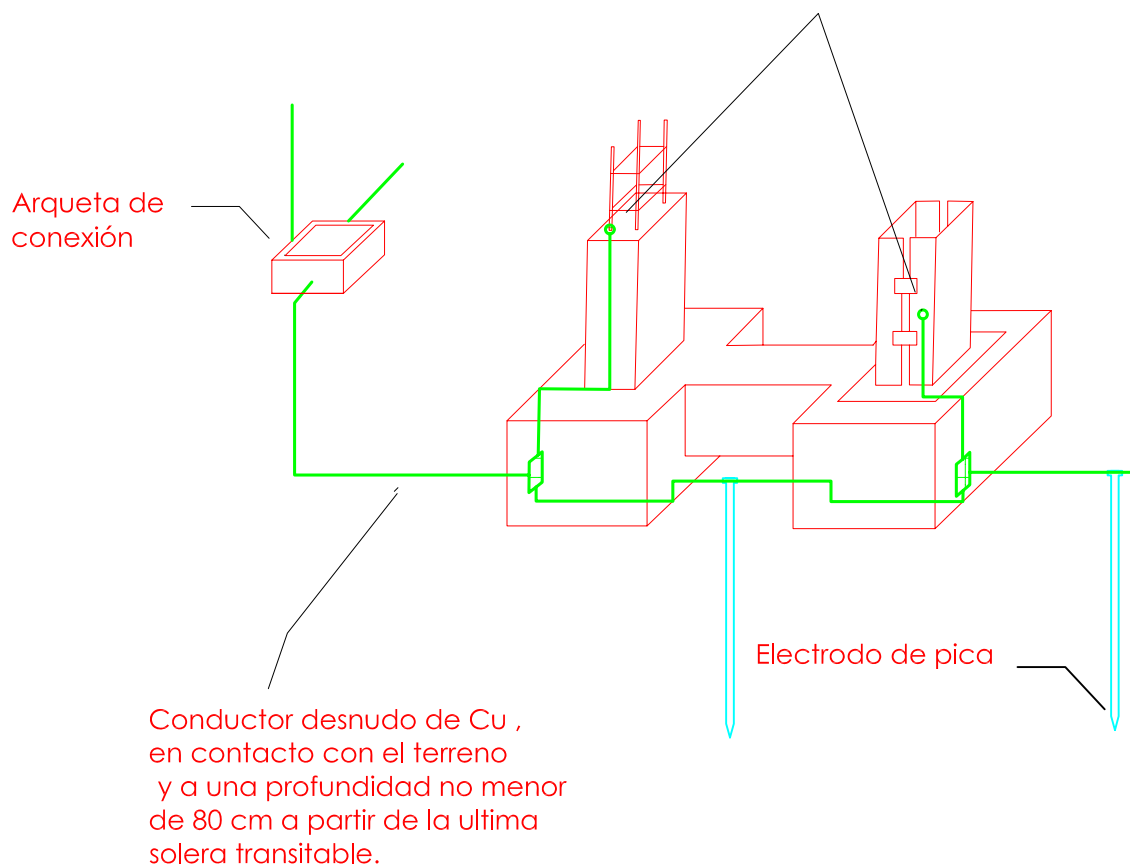 Arqueta de
conexión
Electrodo de pica
Conductor desnudo de Cu ,
en contacto con el terreno
y a una profundidad no menor
de 80 cm a partir de la ultima
solera transitable.